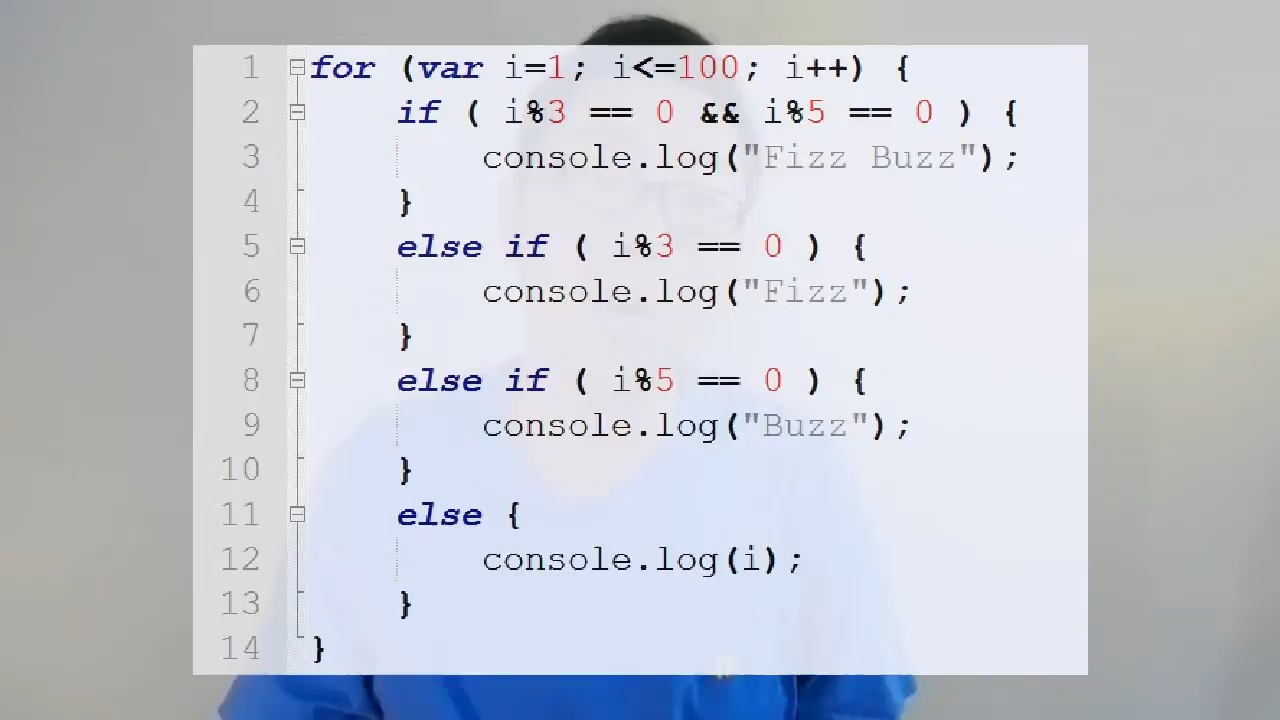 1 for (var i=1; i<=100; i++) {
2 if ( i%3 == 0 && i%5 == 0 ) {
3 console.log("Fizz Buzz");
4 }
5 else if ( i%3 == 0 ) {
6 console.log("Fizz");
7 }
8 else if ( i%5 == 0 ) {
9 console.log("Buzz");
10 }
11 else {
12 console.log(i);
13 }
14 }